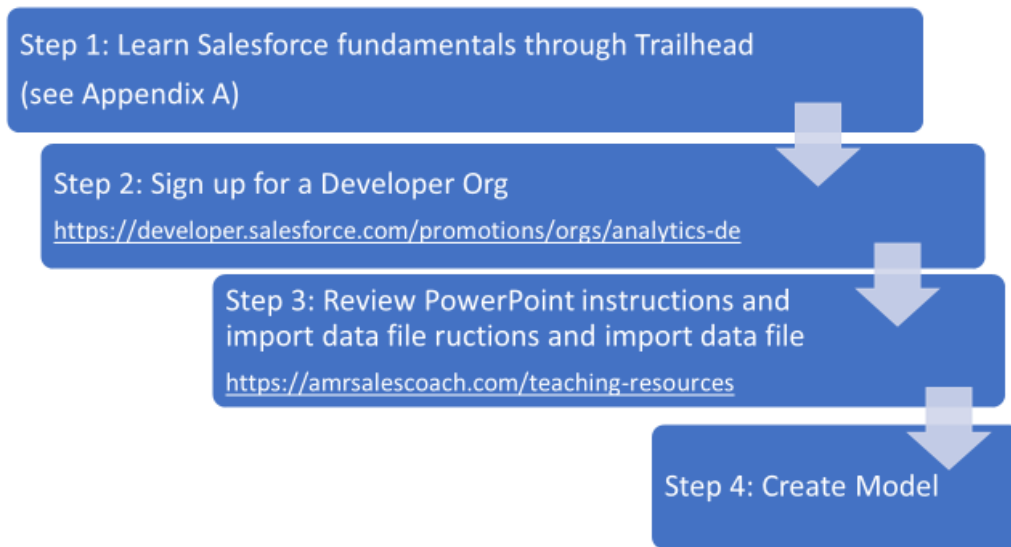 Step 1: Learn Salesforce fundamentals through Trailhead
(see Appendix A)
Step 2: Sign up for a Developer Org
https://developer.salesforce.com/promotions/orgs/analytics-de
Step 3: Review PowerPoint instructions and
import data file ructions and import data file
https://amrsalescoach.com/teaching-resources
Step 4: Create Model